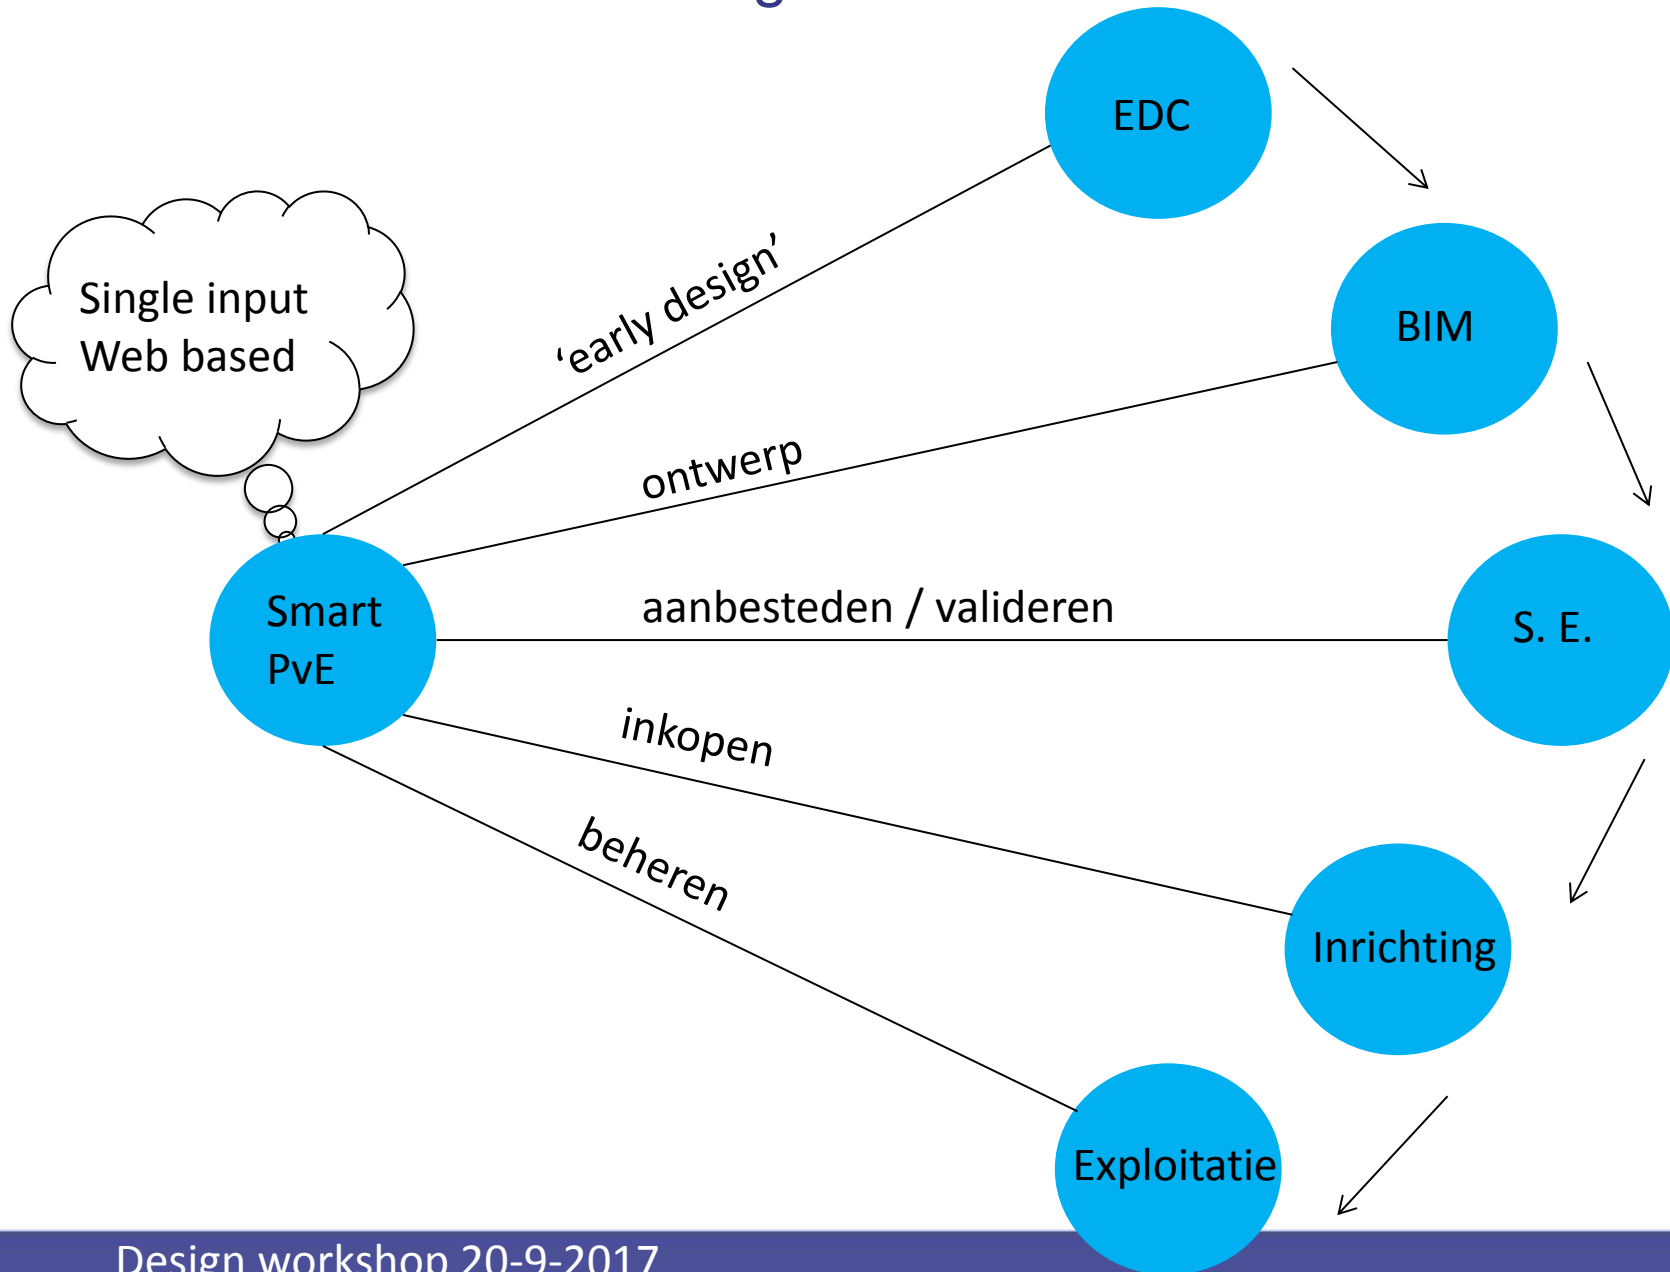 EDC
Single input
Web based
BIM
‘early design’
ontwerp
Smart
PvE
aanbesteden / valideren
S. E.
inkopen
beheren
Inrichting
Exploitatie
Design workshop 20-9-2017